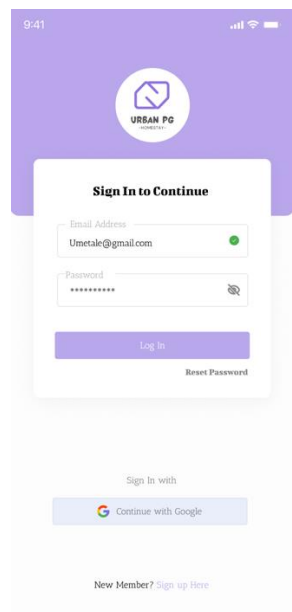 9:41
URBAN PG
-HOMESTAY-
Sign In to Continue
Email Address
Umetale@gmail.com
Password
**********
Log In
Reset Password
Sign In with
Continue with Google
New Member? Sign up Here